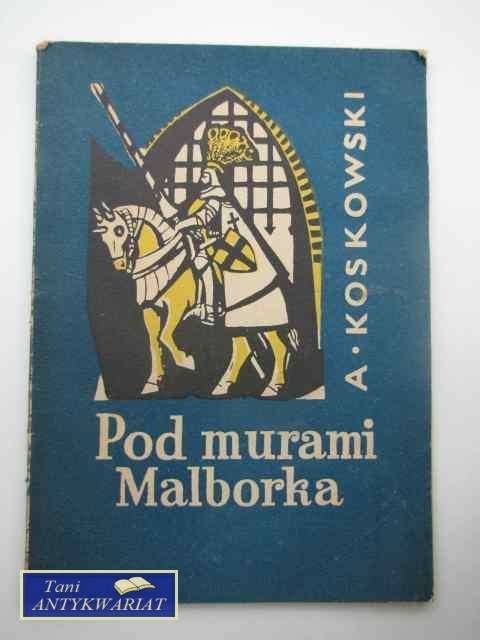 A. KOSKOWSKI
Pod murami
Malborka
Tani
ANTYKWARIAT